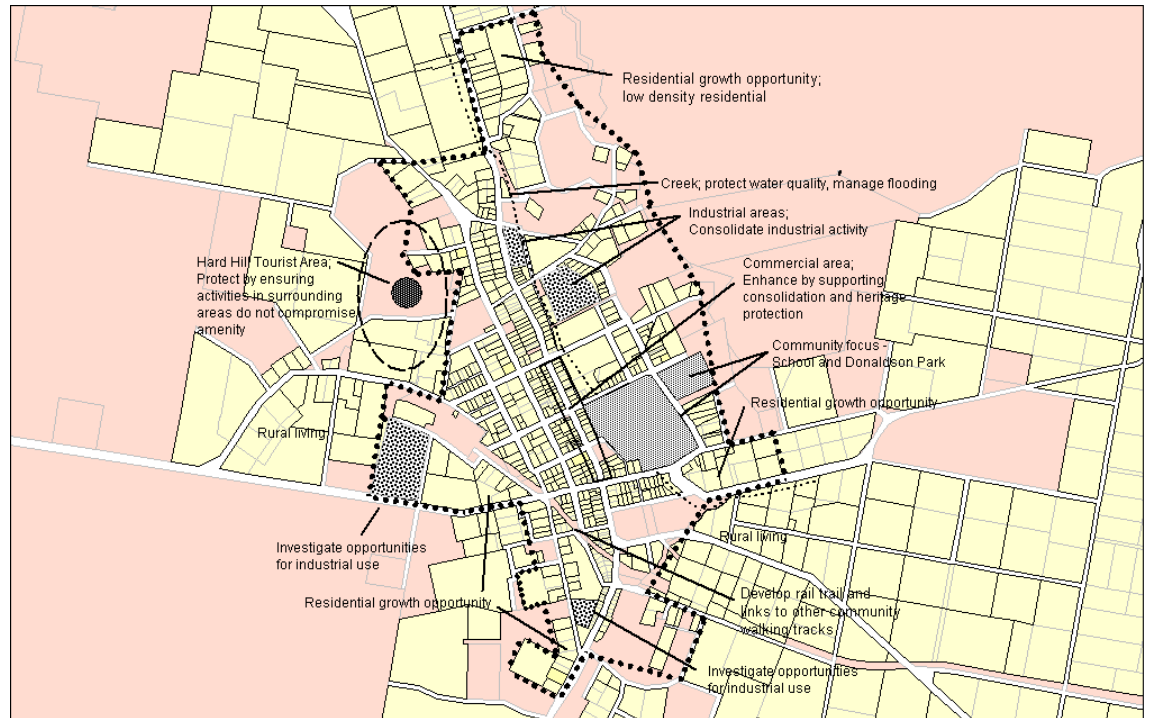 Residential growth opportunity;
low density residential
Creek; protect water quality, manage flooding
Industrial areas;
Consolidate industrial activity
Hard Hill Tourist Area;
Protect by ensuring
activities in surrounding
areas do not compromise
amenity
Commercial area;
Enhance by supporting
consolidation and heritage
protection
Community focus -
School and Donaldson Park
Residential growth opportunity
Rural living
Rural living
Investigate opportunities
for industrial use
Residential growth opportunity
Develop rail trail and
links to other community
walking tracks
Investigate opportunities
for industrial use